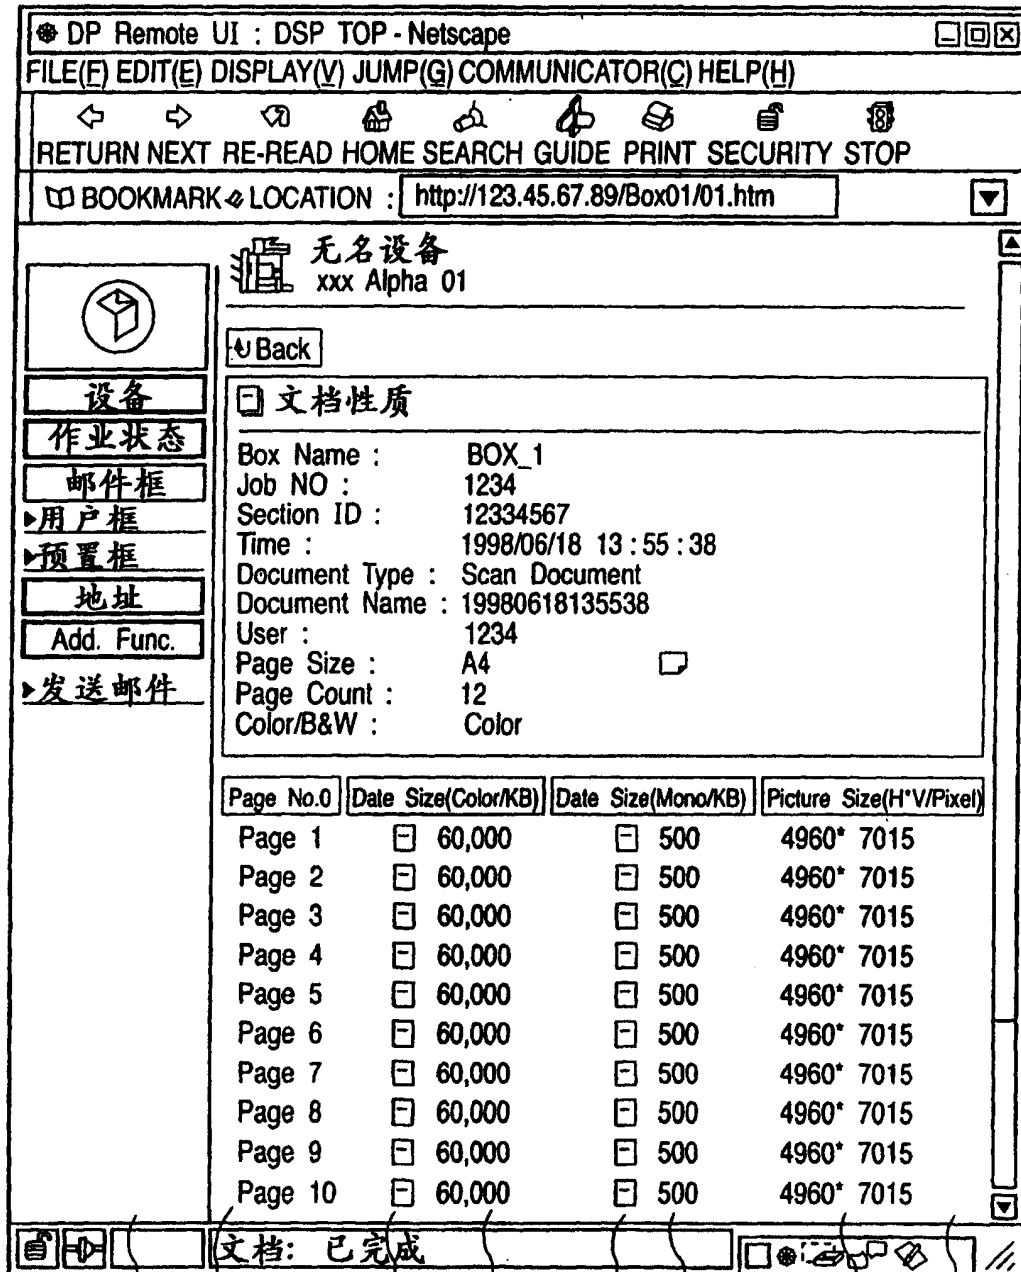 DP Remote UI : DSP TOP - Netscape
FILE(F) EDIT(E) DISPLAY(V) JUMP(G) COMMUNICATOR(C) HELP(H)
RETURN NEXT RE-READ HOME SEARCH GUIDE PRINT SECURITY STOP
BOOKMARK LOCATION : http://123.45.67.89/Box01/01.htm
无名设备
xxx Alpha 01
Back
设备
作业状态
邮件框
用户框
预置框
地址
Add. Func.
发送邮件
文档性质
Box Name : BOX_1
Job NO : 1234
Section ID : 12334567
Time : 1998/06/18 13 : 55 : 38
Document Type : Scan Document
Document Name : 19980618135538
User : 1234
Page Size : A4
Page Count : 12
Color/B&W : Color
Page No.0 Date Size(Color/KB) Date Size(Mono/KB) Picture Size(H*V/Pixel)
Page 1 60,000 500 4960* 7015
Page 2 60,000 500 4960* 7015
Page 3 60,000 500 4960* 7015
Page 4 60,000 500 4960* 7015
Page 5 60,000 500 4960* 7015
Page 6 60,000 500 4960* 7015
Page 7 60,000 500 4960* 7015
Page 8 60,000 500 4960* 7015
Page 9 60,000 500 4960* 7015
Page 10 60,000 500 4960* 7015
文档: 已完成